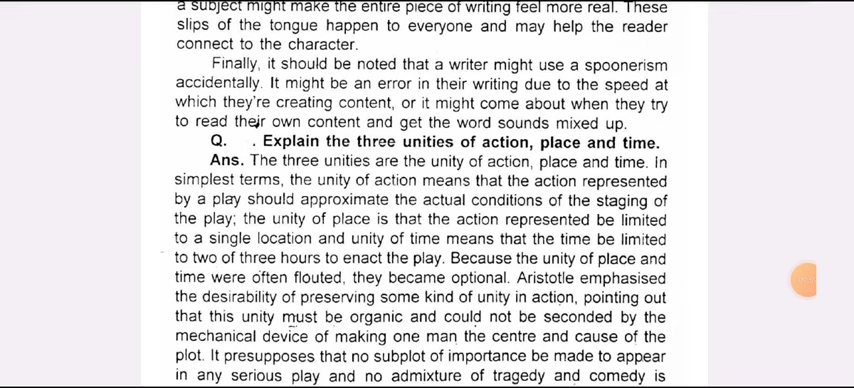 a subject might make the entire piece of writing feel more real. These
slips of the tongue happen to everyone and may help the reader
connect to the character.
Finally, it should be noted that a writer might use a spoonerism
accidentally. It might be an error in their writing due to the speed at
which they're creating content, or it might come about when they try
to read their own content and get the word sounds mixed up.
Q. . Explain the three unities of action, place and time.
Ans. The three unities are the unity of action, place and time. In
simplest terms, the unity of action means that the action represented
by a play should approximate the actual conditions of the staging of
the play; the unity of place is that the action represented be limited
to a single location and unity of time means that the time be limited
to two of three hours to enact the play. Because the unity of place and
time were often flouted, they became optional. Aristotle emphasised
the desirability of preserving some kind of unity in action, pointing out
that this unity must be organic and could not be seconded by the
mechanical device of making one man the centre and cause of the
plot. It presupposes that no subplot of importance be made to appear
in any serious play and no admixture of tragedy and comedy is